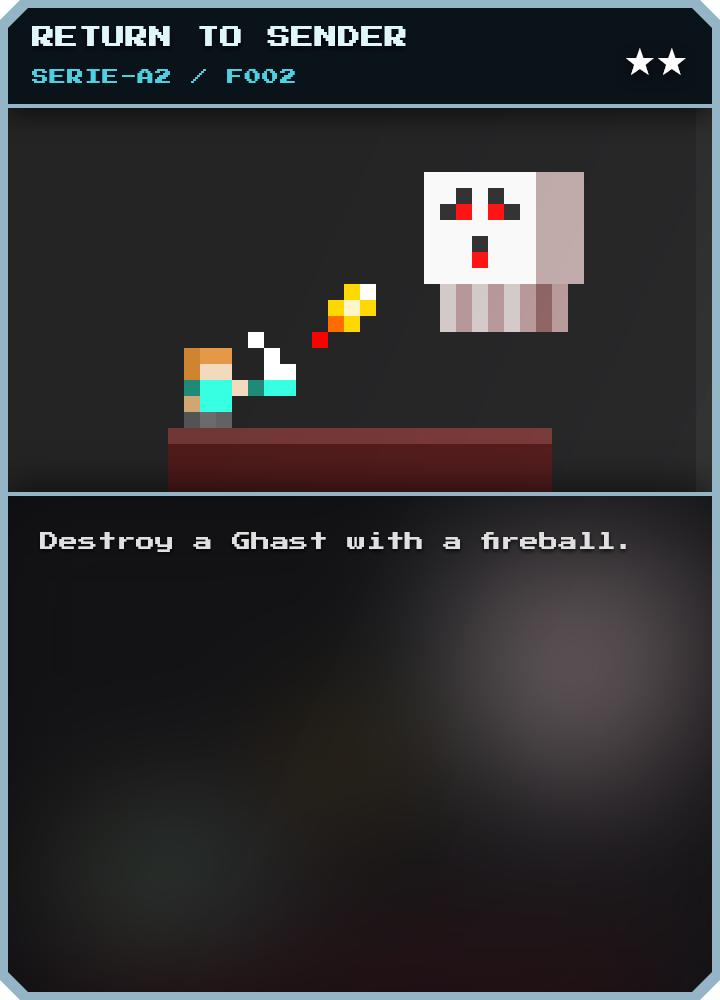 RETURN TO SENDER
SERIE-A2 / F002
★★
Destroy a Ghast with a fireball.